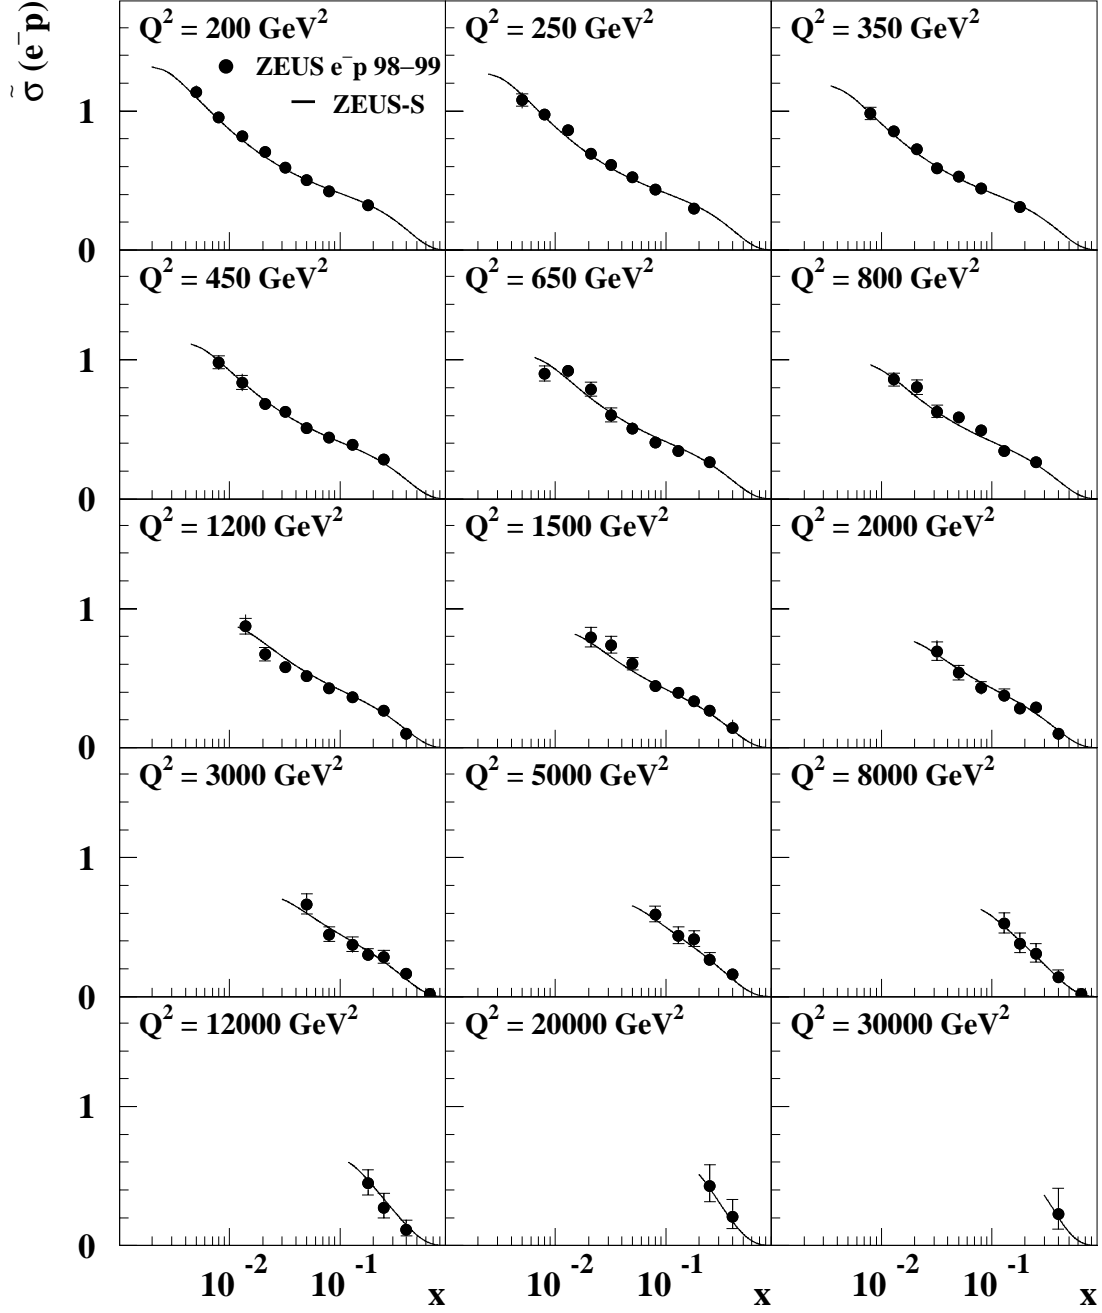 σ̃ (e⁻p)
Q² = 200 GeV²
ZEUS e⁻p 98–99
ZEUS-S
Q² = 250 GeV²
Q² = 350 GeV²
1
0
Q² = 450 GeV²
Q² = 650 GeV²
Q² = 800 GeV²
1
0
Q² = 1200 GeV²
Q² = 1500 GeV²
Q² = 2000 GeV²
1
0
Q² = 3000 GeV²
Q² = 5000 GeV²
Q² = 8000 GeV²
1
0
Q² = 12000 GeV²
Q² = 20000 GeV²
Q² = 30000 GeV²
1
0
10⁻² 10⁻¹ x 10⁻² 10⁻¹ x 10⁻² 10⁻¹ x